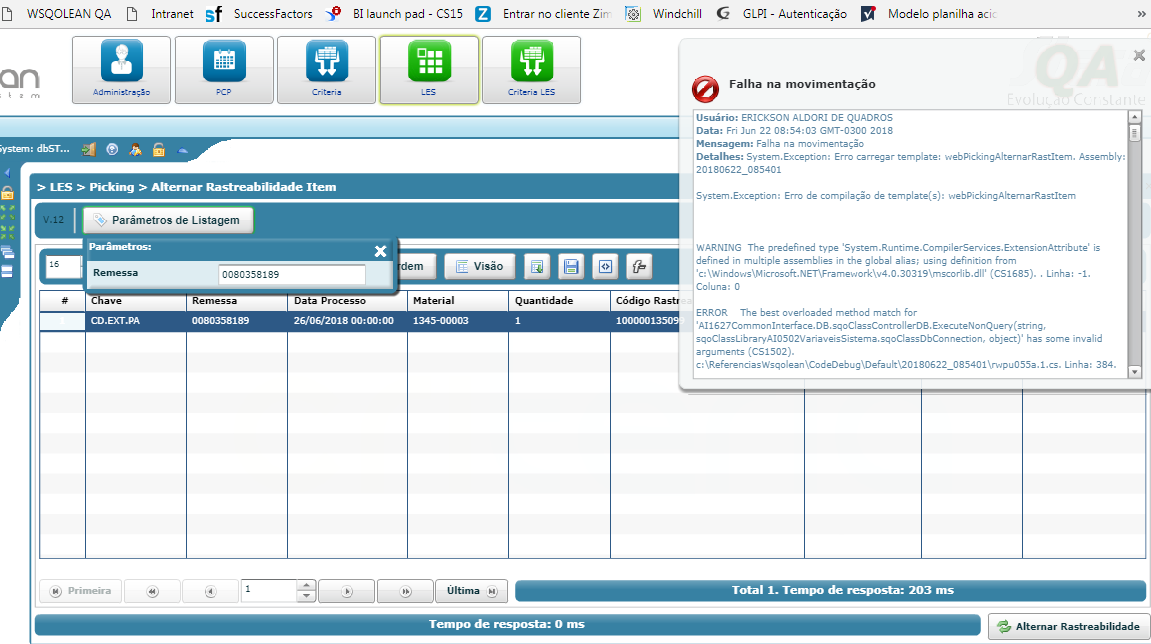 WSQOLEAN QA Intranet sf SuccessFactors BI launch pad - CS15 Z Entrar no cliente Zim Windchill GLPI - Autenticação Modelo planilha acic »
Administração PCP Criteria LES Criteria LES
QA
Evolução Constante
System: dbST...
> LES > Picking > Alternar Rastreabilidade Item
V.12 Parâmetros de Listagem
Parâmetros:
Remessa 0080358189
16 Visão
# Chave Remessa Data Processo Material Quantidade Código Rastrea
CD.EXT.PA 0080358189 26/06/2018 00:00:00 1345-00003 1 100000135099
Falha na movimentação
Usuário: ERICKSON ALDORI DE QUADROS
Data: Fri Jun 22 08:54:03 GMT-0300 2018
Mensagem: Falha na movimentação
Detalhes: System.Exception: Erro carregar template: webPickingAlternarRastItem. Assembly:
20180622_085401
System.Exception: Erro de compilação de template(s): webPickingAlternarRastItem
WARNING The predefined type 'System.Runtime.CompilerServices.ExtensionAttribute' is
defined in multiple assemblies in the global alias; using definition from
'c:\Windows\Microsoft.NET\Framework\v4.0.30319\mscorlib.dll' (CS1685). . Linha: -1.
Coluna: 0
ERROR The best overloaded method match for
'AI1627CommonInterface.DB.sqoClassControllerDB.ExecuteNonQuery(string,
sqoClassLibraryAI0502VariaveisSistema.sqoClassDbConnection, object)' has some invalid
arguments (CS1502).
c:\ReferenciasWsqolean\CodeDebug\Default\20180622_085401\rwpu055a.1.cs. Linha: 384.
Primeira 1 Última Total 1. Tempo de resposta: 203 ms
Tempo de resposta: 0 ms Alternar Rastreabilidade